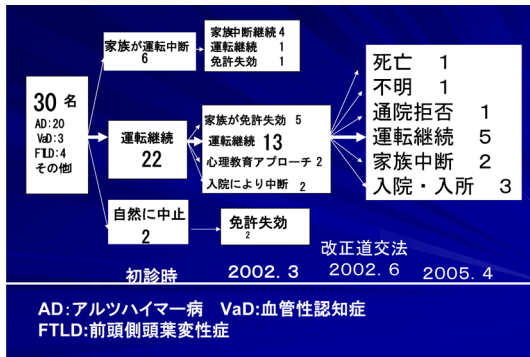 家族が運転中断
6
家族中断継続 4
運転継続 1
免許失効 1
30 名
AD:20
VaD:3
FTLD:4
その他
運転継続
22
家族が免許失効 5
運転継続 13
心理教育アプローチ 2
入院により中断 2
死亡 1
不明 1
通院拒否 1
運転継続 5
家族中断 2
入院・入所 3
自然に中止
2
免許失効
2
改正道交法
初診時 2002.3 2002.6 2005.4
AD:アルツハイマー病 VaD:血管性認知症
FTLD:前頭側頭葉変性症